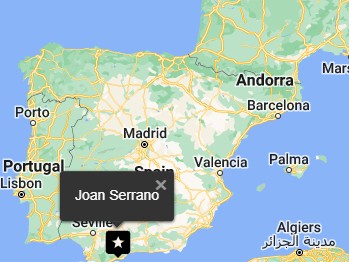 Andorra
Mars
Barcelona
Porto
Madrid
Portugal
Spain
Valencia
Palma
Lisbon
Joan Serrano
×
Seville
Algiers
مدينة الجزائر